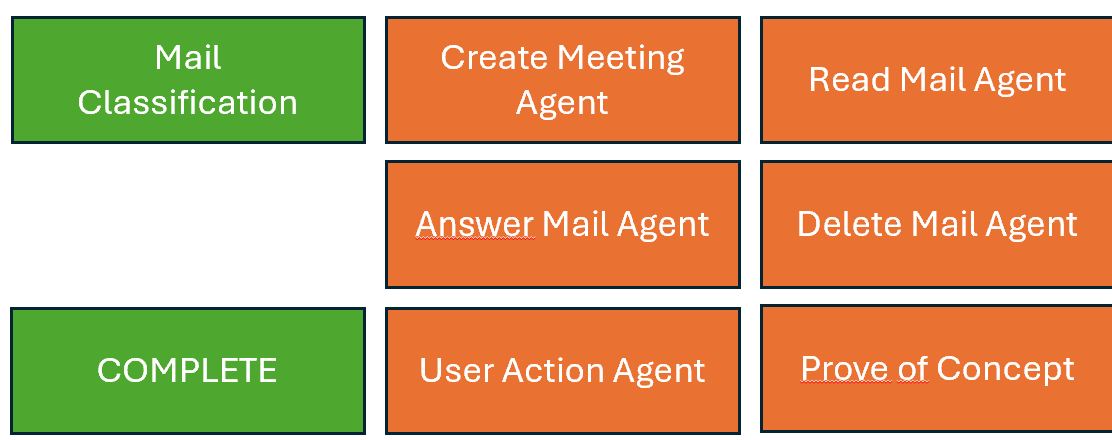 Mail
Classification
Create Meeting
Agent
Read Mail Agent
Answer Mail Agent
Delete Mail Agent
COMPLETE
User Action Agent
Prove of Concept